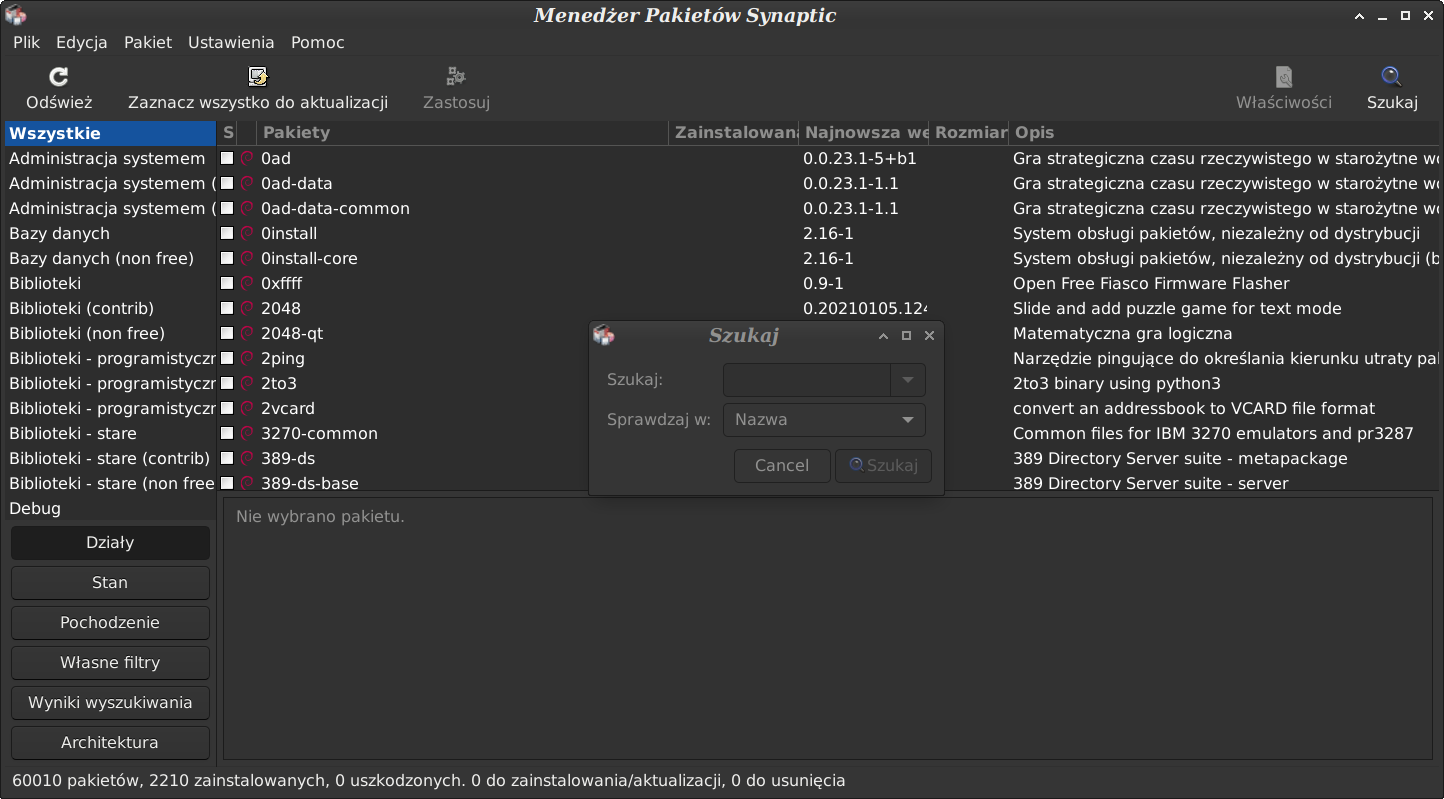 Menedżer Pakietów Synaptic
Plik Edycja Pakiet Ustawienia Pomoc
Odśwież Zaznacz wszystko do aktualizacji Zastosuj Właściwości Szukaj
Wszystkie
Administracja systemem
Administracja systemem (
Administracja systemem (
Bazy danych
Bazy danych (non free)
Biblioteki
Biblioteki (contrib)
Biblioteki (non free)
Biblioteki - programistyczn
Biblioteki - programistyczn
Biblioteki - programistyczn
Biblioteki - stare
Biblioteki - stare (contrib)
Biblioteki - stare (non free
Debug
Działy
Stan
Pochodzenie
Własne filtry
Wyniki wyszukiwania
Architektura
S Pakiety Zainstalowana Najnowsza we Rozmiar Opis
0ad 0.0.23.1-5+b1 Gra strategiczna czasu rzeczywistego w starożytne wo
0ad-data 0.0.23.1-1.1 Gra strategiczna czasu rzeczywistego w starożytne wo
0ad-data-common 0.0.23.1-1.1 Gra strategiczna czasu rzeczywistego w starożytne wo
0install 2.16-1 System obsługi pakietów, niezależny od dystrybucji
0install-core 2.16-1 System obsługi pakietów, niezależny od dystrybucji (b
0xffff 0.9-1 Open Free Fiasco Firmware Flasher
2048 0.20210105.124 Slide and add puzzle game for text mode
2048-qt Matematyczna gra logiczna
2ping Narzędzie pingujące do określania kierunku utraty pak
2to3 2to3 binary using python3
2vcard convert an addressbook to VCARD file format
3270-common Common files for IBM 3270 emulators and pr3287
389-ds 389 Directory Server suite - metapackage
389-ds-base 389 Directory Server suite - server
Szukaj
Szukaj:
Sprawdzaj w: Nazwa
Cancel Szukaj
Nie wybrano pakietu.
60010 pakietów, 2210 zainstalowanych, 0 uszkodzonych. 0 do zainstalowania/aktualizacji, 0 do usunięcia